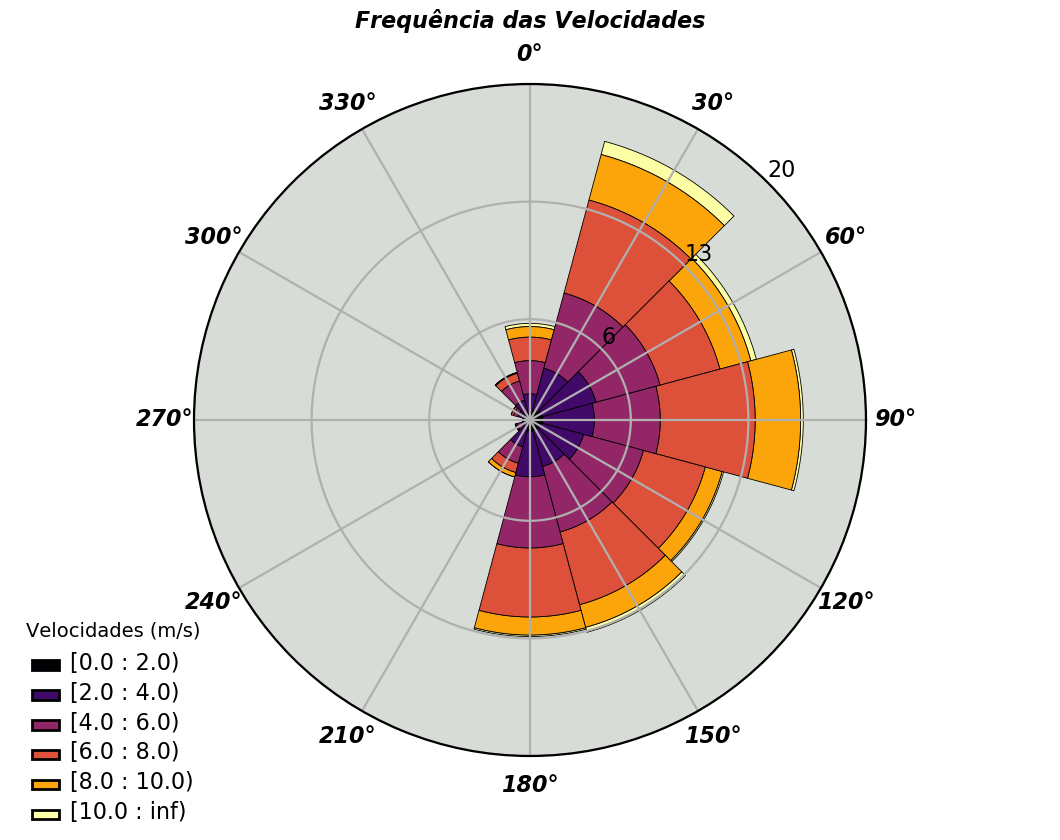 Frequência das Velocidades
0°
330°
30°
20
300°
60°
13
6
270°
90°
240°
120°
210°
150°
180°
Velocidades (m/s)
[0.0 : 2.0)
[2.0 : 4.0)
[4.0 : 6.0)
[6.0 : 8.0)
[8.0 : 10.0)
[10.0 : inf)